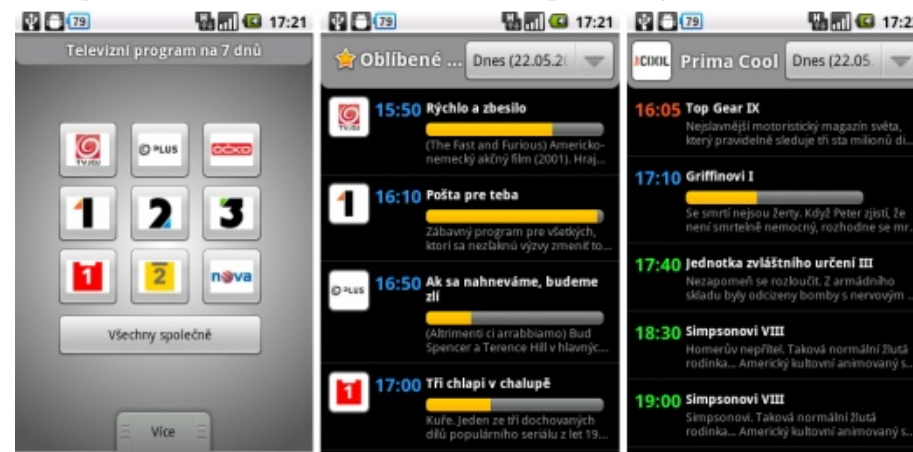 79 17:21
Televizní program na 7 dnů
TV JOJ
PLUS
OČKO
1
2
3
1
2
nova
Všechny společně
Více
79 17:21
Oblíbené ... Dnes (22.05.2(
TV JOJ
15:50 Rýchlo a zbesilo
(The Fast and Furious) Americko-
nemecký akčný film (2001). Hraj...
1
16:10 Pošta pre teba
Zábavný program pre všetkých,
ktorí sa nezľaknú výzvy zmeniť to...
PLUS
16:50 Ak sa nahneváme, budeme
zlí
(Altrimenti ci arrabbiamo) Bud
Spencer a Terence Hill v hlavnýc...
1
17:00 Tři chlapi v chalupě
Kuře. Jeden ze tří dochovaných
dílů populárního seriálu z let 19...
79 17:2
COOL Prima Cool Dnes (22.05.
16:05 Top Gear IX
Nejslavnější motoristický magazín světa,
který pravidelně sleduje tři sta milionů di...
17:10 Griffinovi I
Se smrtí nejsou žerty. Když Peter zjistí, že
není smrtelně nemocný, rozhodne se mr.
17:40 Jednotka zvláštního určení III
Nezapomeň se rozloučit. Z armádního
skladu byly odcizeny bomby s nervovým .
18:30 Simpsonovi VIII
Homerův nepřítel. Taková normální žlutá
rodinka... Americký kultovní animovaný s..
19:00 Simpsonovi VIII
Simpsonovi. Taková normální žlutá
rodinka... Americký kultovní animovaný s..